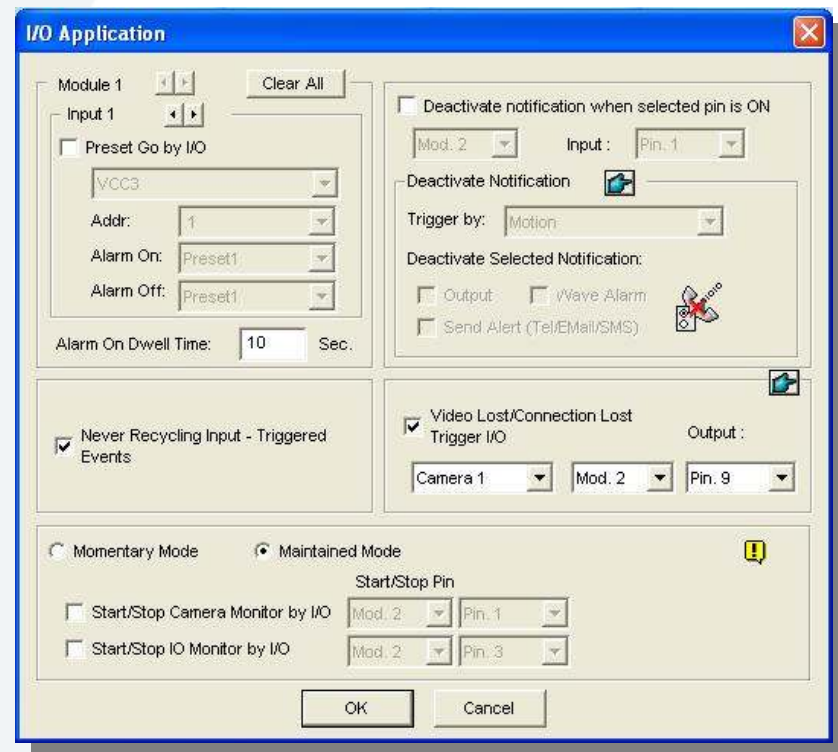 I/O Application
Module 1
Clear All
Input 1
Preset Go by I/O
VCC3
Addr:
1
Alarm On:
Preset1
Alarm Off:
Preset1
Alarm On Dwell Time:
10
Sec.
Deactivate notification when selected pin is ON
Mod. 2
Input :
Pin. 1
Deactivate Notification
Trigger by:
Motion
Deactivate Selected Notification:
Output
Wave Alarm
Send Alert (Tel/EMail/SMS)
Never Recycling Input - Triggered
Events
Video Lost/Connection Lost
Trigger I/O
Output :
Camera 1
Mod. 2
Pin. 9
Momentary Mode
Maintained Mode
Start/Stop Pin
Start/Stop Camera Monitor by I/O
Mod. 2
Pin. 1
Start/Stop IO Monitor by I/O
Mod. 2
Pin. 3
OK
Cancel